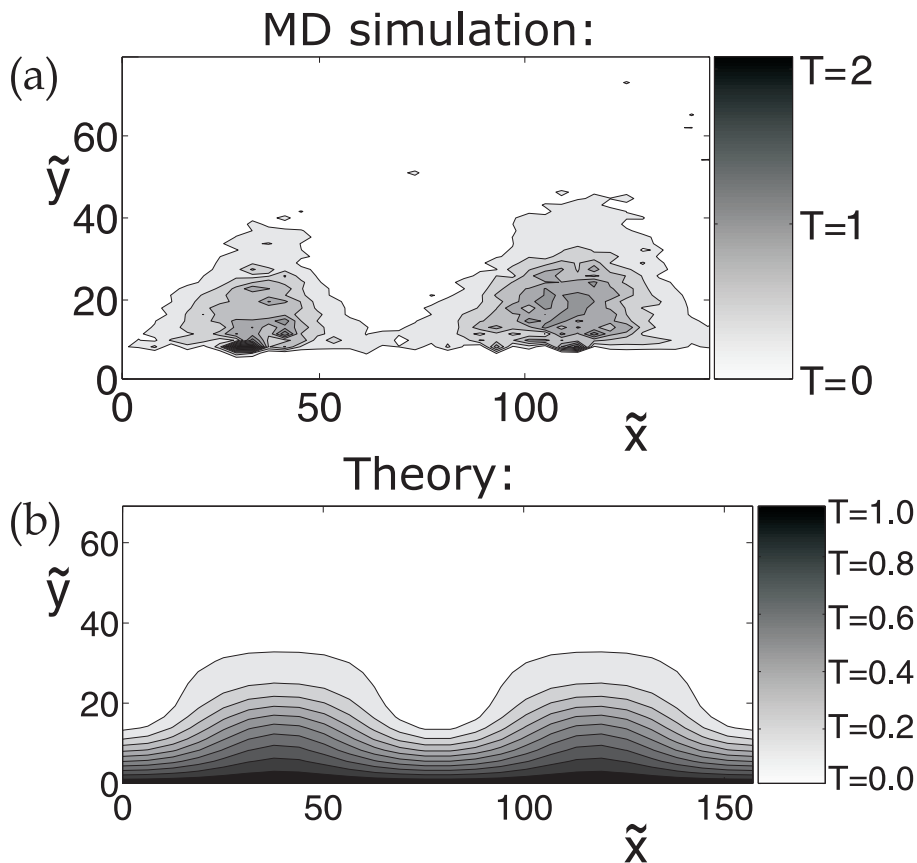 MD simulation:
(a)
60
40
20
0
ỹ
0
50
100
x̃
T=2
T=1
T=0
Theory:
(b)
60
40
20
0
ỹ
0
50
100
150
x̃
T=1.0
T=0.8
T=0.6
T=0.4
T=0.2
T=0.0